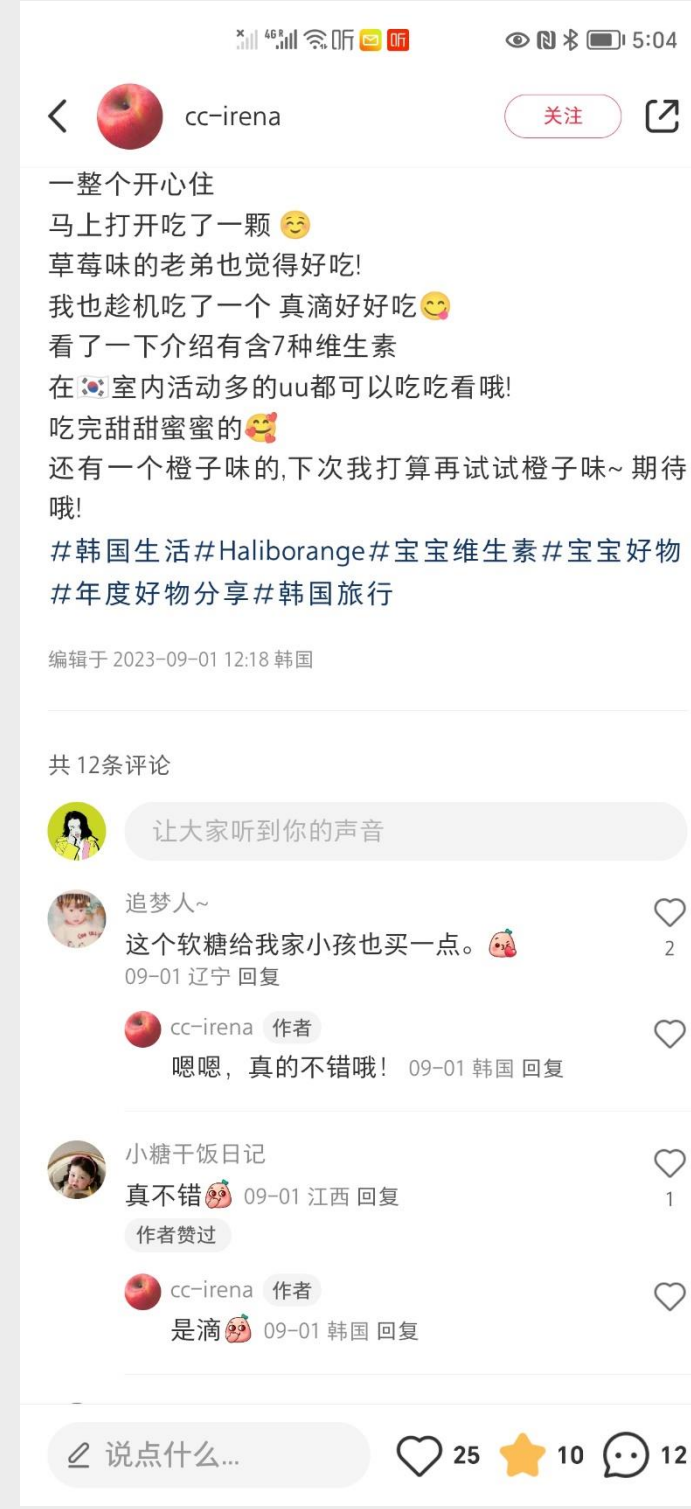 46 听 听 5:04
cc-irena 关注
一整个开心住
马上打开吃了一颗
草莓味的老弟也觉得好吃!
我也趁机吃了一个 真滴好好吃
看了一下介绍有含7种维生素
在🇰🇷室内活动多的uu都可以吃吃看哦!
吃完甜甜蜜蜜的
还有一个橙子味的,下次我打算再试试橙子味~ 期待
哦!
#韩国生活#Haliborange#宝宝维生素#宝宝好物
#年度好物分享#韩国旅行
编辑于 2023-09-01 12:18 韩国
共 12条评论
让大家听到你的声音
追梦人~
这个软糖给我家小孩也买一点。
2
09-01 辽宁 回复
cc-irena 作者
嗯嗯，真的不错哦！ 09-01 韩国 回复
小糖干饭日记
真不错 09-01 江西 回复
1
作者赞过
cc-irena 作者
是滴 09-01 韩国 回复
说点什么... 25 10 12